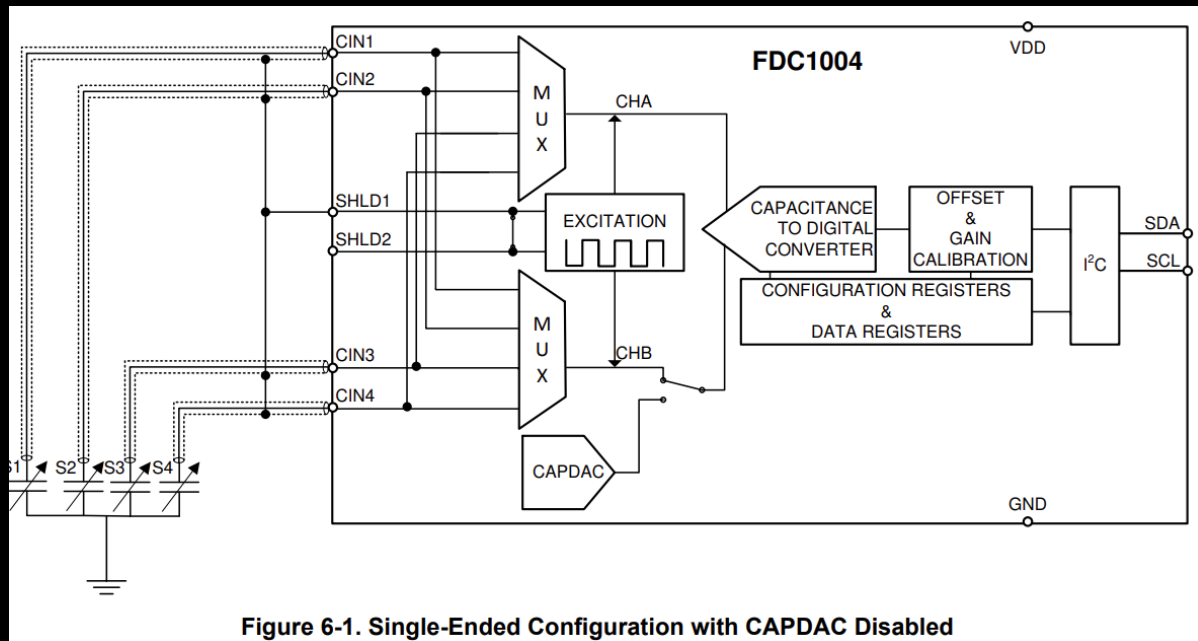 CIN1
CIN2
SHLD1
SHLD2
CIN3
CIN4
S1
S2
S3
S4
M
U
X
CHA
EXCITATION
M
U
X
CHB
CAPDAC
FDC1004
VDD
CAPACITANCE
TO DIGITAL
CONVERTER
OFFSET
&
GAIN
CALIBRATION
CONFIGURATION REGISTERS
&
DATA REGISTERS
I²C
SDA
SCL
GND
Figure 6-1. Single-Ended Configuration with CAPDAC Disabled